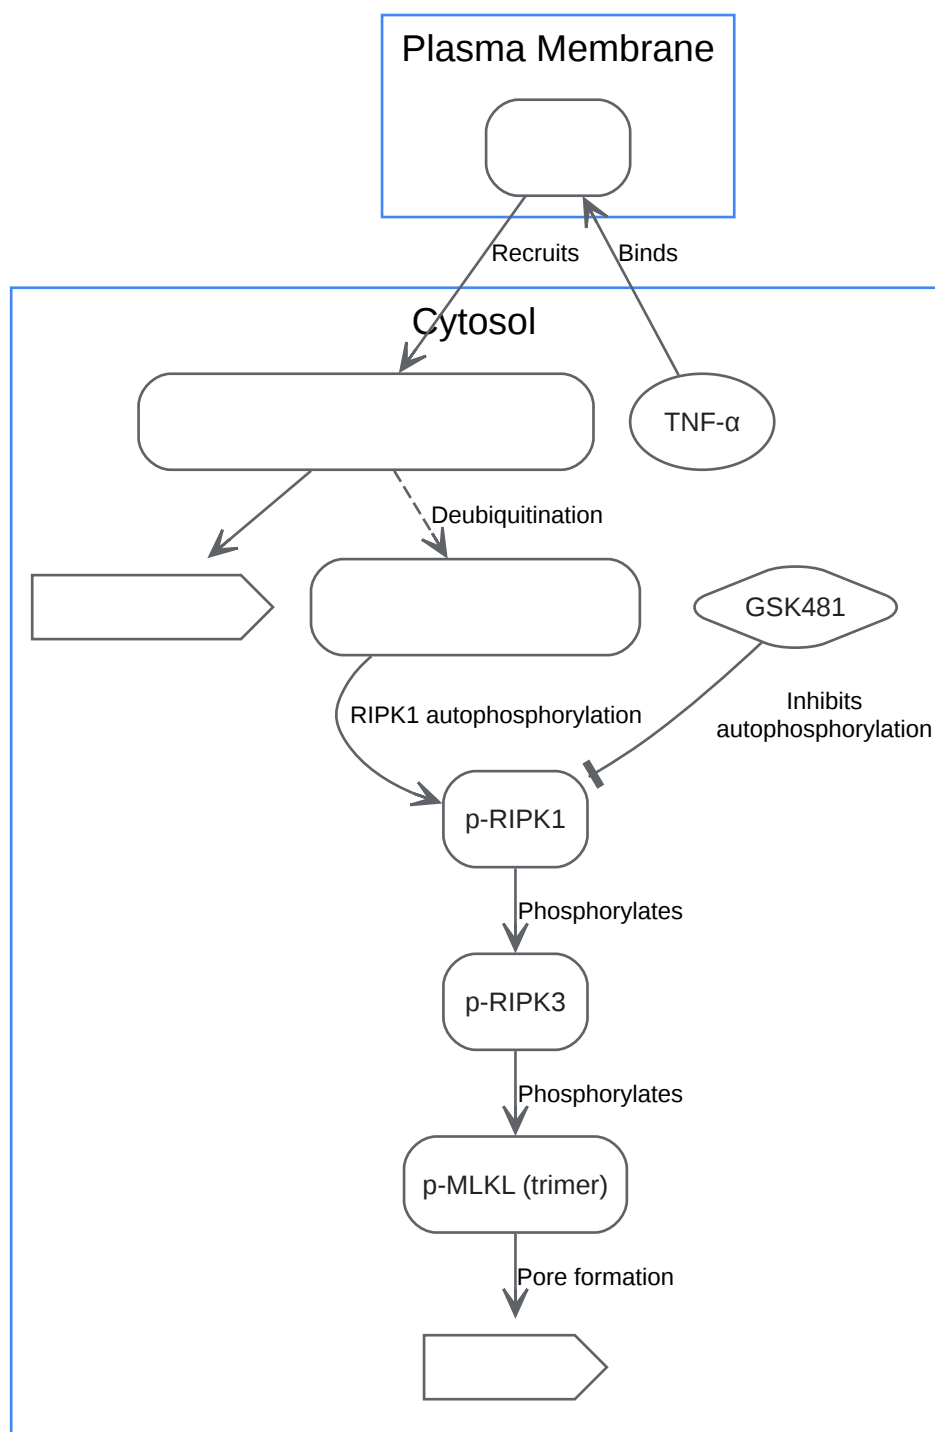 Plasma Membrane
Recruits
Binds
Cytosol
TNF-α
Deubiquitination
GSK481
RIPK1 autophosphorylation
Inhibits
autophosphorylation
p-RIPK1
Phosphorylates
p-RIPK3
Phosphorylates
p-MLKL (trimer)
Pore formation